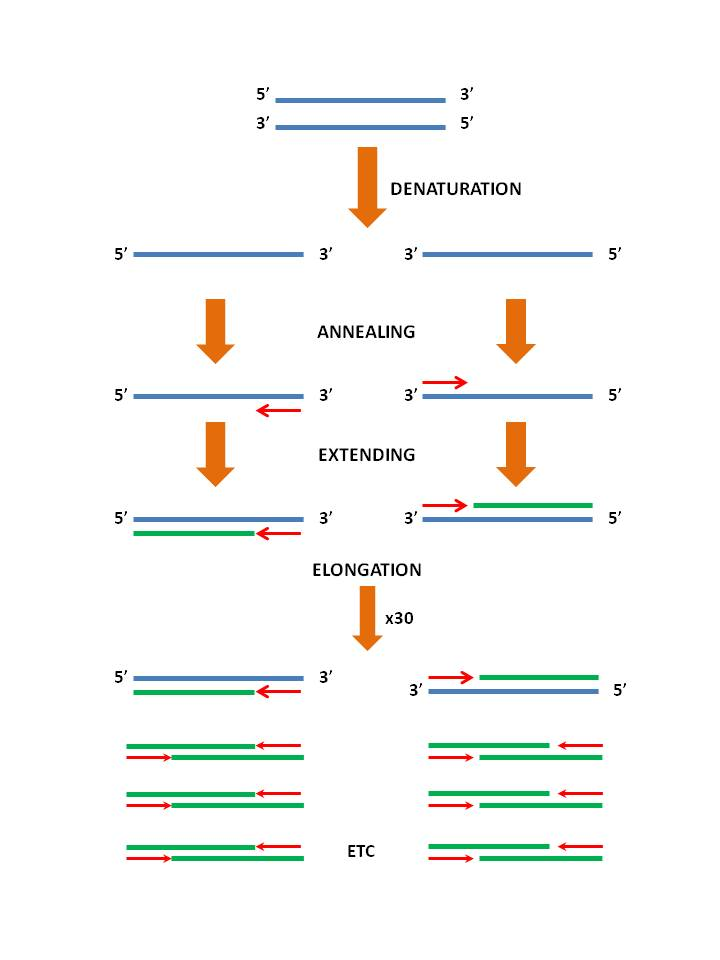 5’ 3’
3’ 5’
DENATURATION
5’ 3’ 3’ 5’
ANNEALING
5’ 3’ 3’ 5’
EXTENDING
5’ 3’ 3’ 5’
ELONGATION
x30
5’ 3’ 3’ 5’
ETC